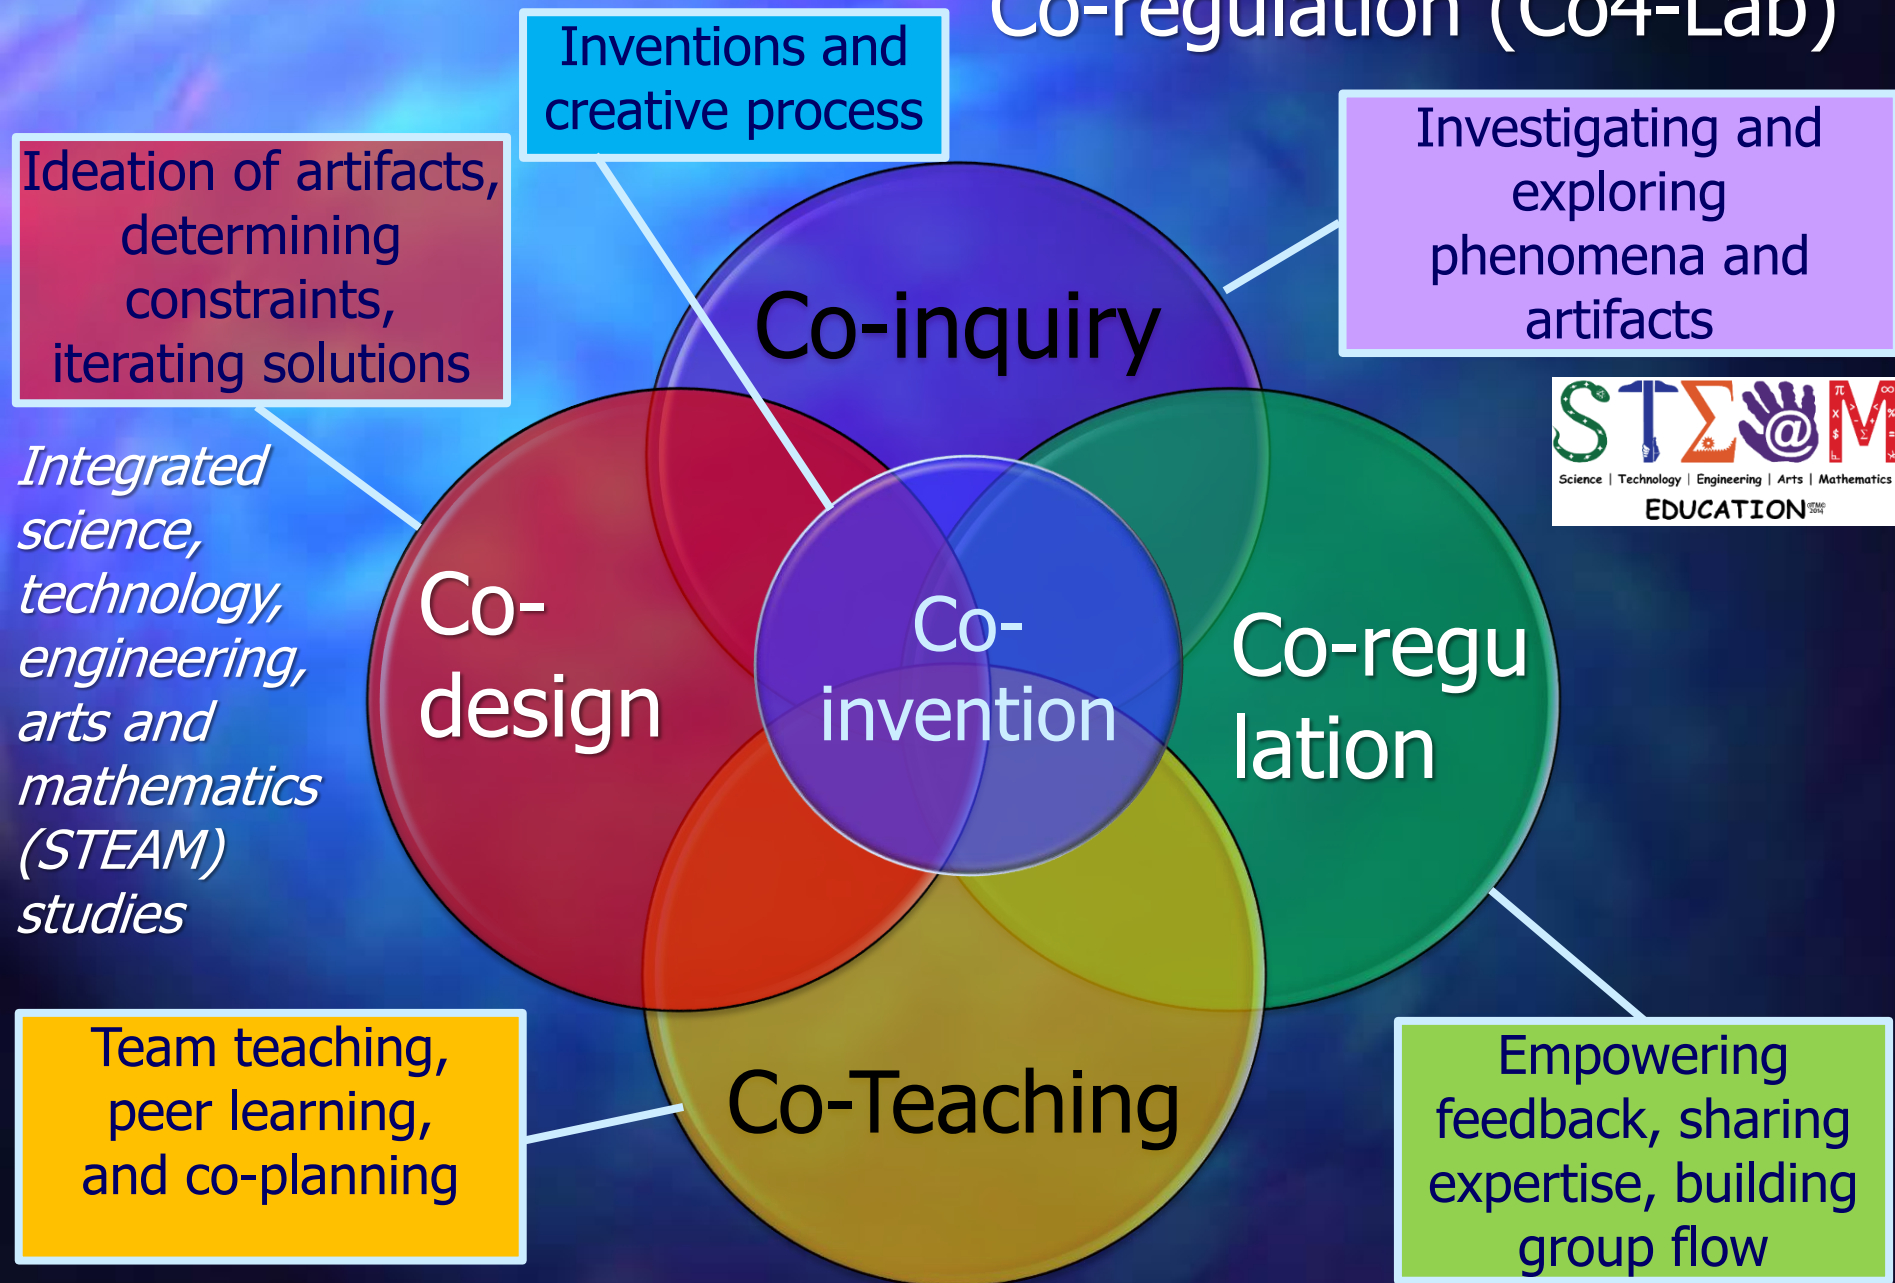 Co-regulation (Co4-Lab)
Inventions and
creative process
Ideation of artifacts,
determining
constraints,
iterating solutions
Investigating and
exploring
phenomena and
artifacts
Co-inquiry
STEAM
Science | Technology | Engineering | Arts | Mathematics
EDUCATION
Integrated
science,
technology,
engineering,
arts and
mathematics
(STEAM)
studies
Co-
design
Co-
invention
Co-regu
lation
Team teaching,
peer learning,
and co-planning
Co-Teaching
Empowering
feedback, sharing
expertise, building
group flow